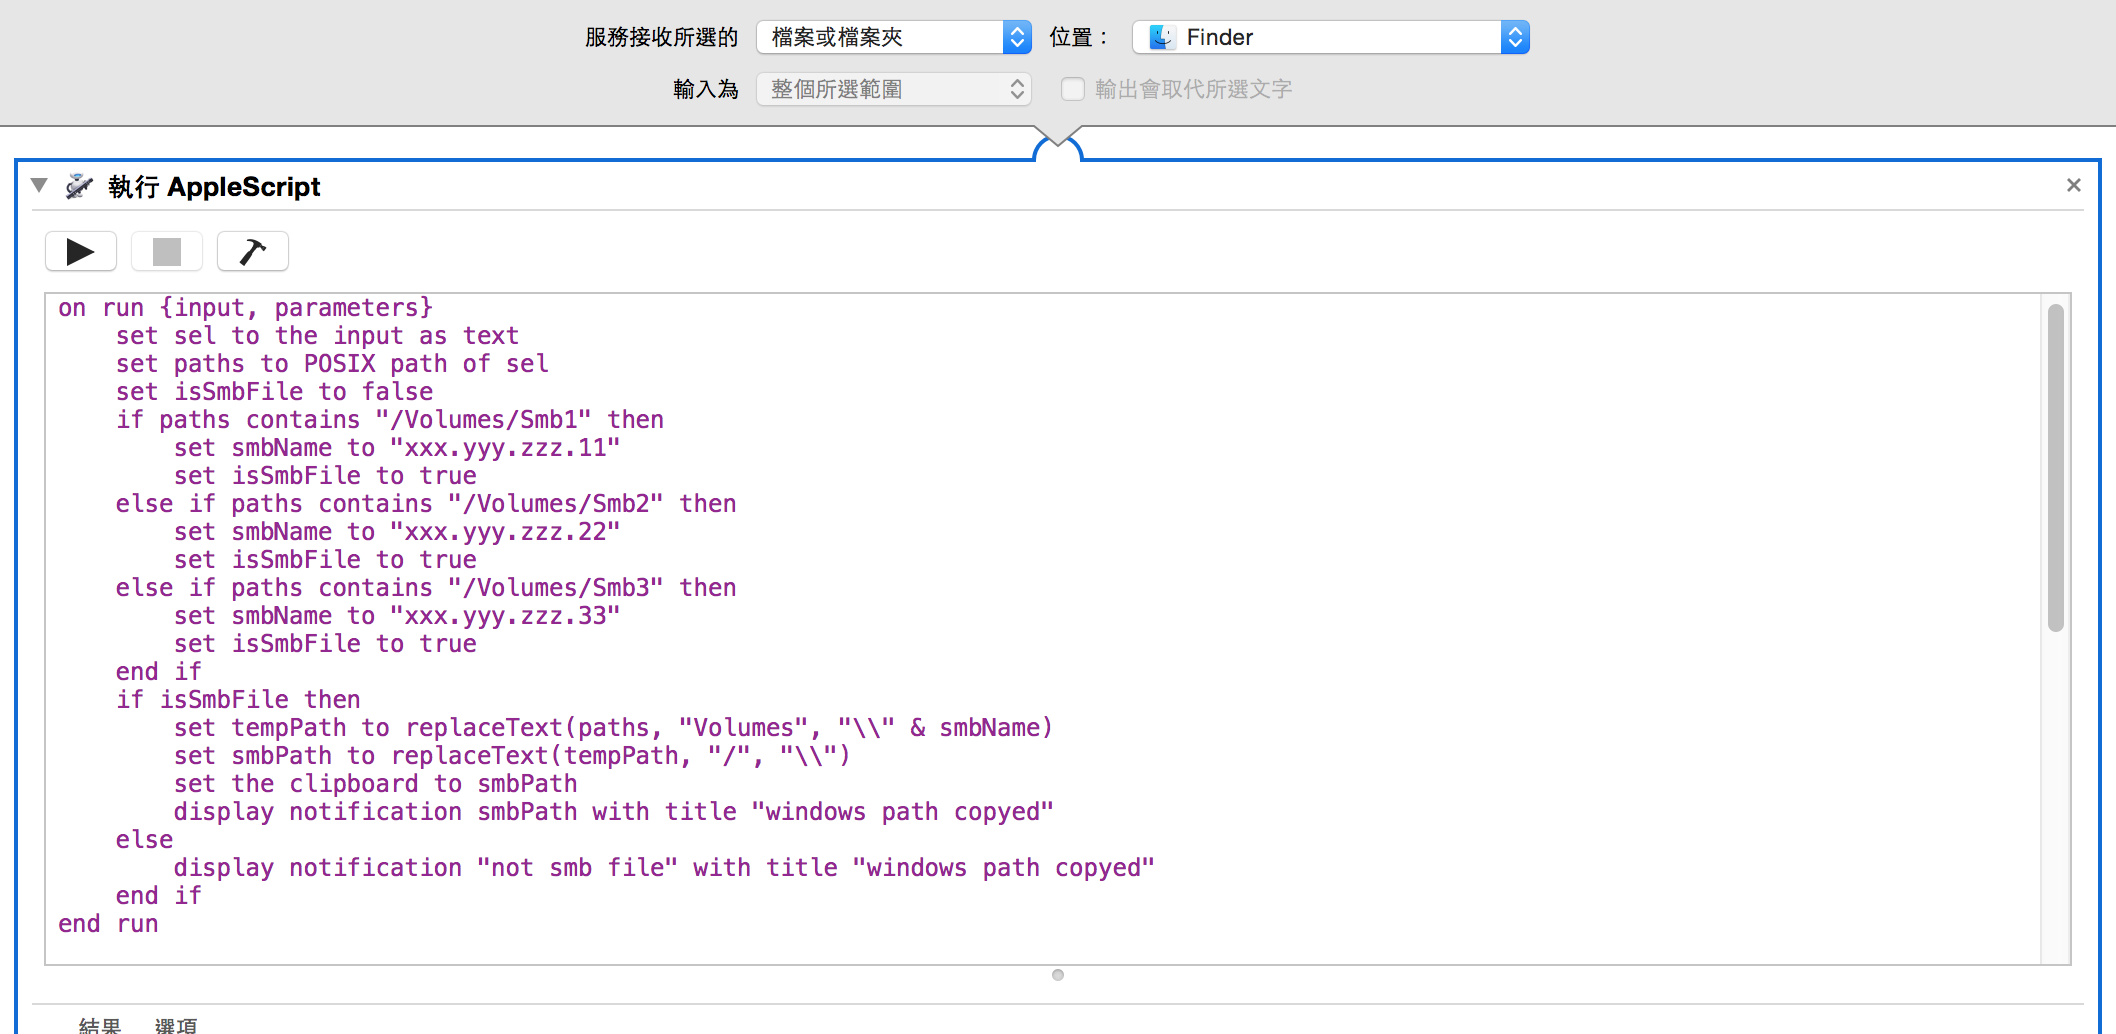 服務接收所選的 檔案或檔案夾 位置： Finder
輸入為 整個所選範圍 輸出會取代所選文字
執行 AppleScript
on run {input, parameters}
    set sel to the input as text
    set paths to POSIX path of sel
    set isSmbFile to false
    if paths contains "/Volumes/Smb1" then
        set smbName to "xxx.yyy.zzz.11"
        set isSmbFile to true
    else if paths contains "/Volumes/Smb2" then
        set smbName to "xxx.yyy.zzz.22"
        set isSmbFile to true
    else if paths contains "/Volumes/Smb3" then
        set smbName to "xxx.yyy.zzz.33"
        set isSmbFile to true
    end if
    if isSmbFile then
        set tempPath to replaceText(paths, "Volumes", "\\" & smbName)
        set smbPath to replaceText(tempPath, "/", "\\")
        set the clipboard to smbPath
        display notification smbPath with title "windows path copyed"
    else
        display notification "not smb file" with title "windows path copyed"
    end if
end run
結果 選項